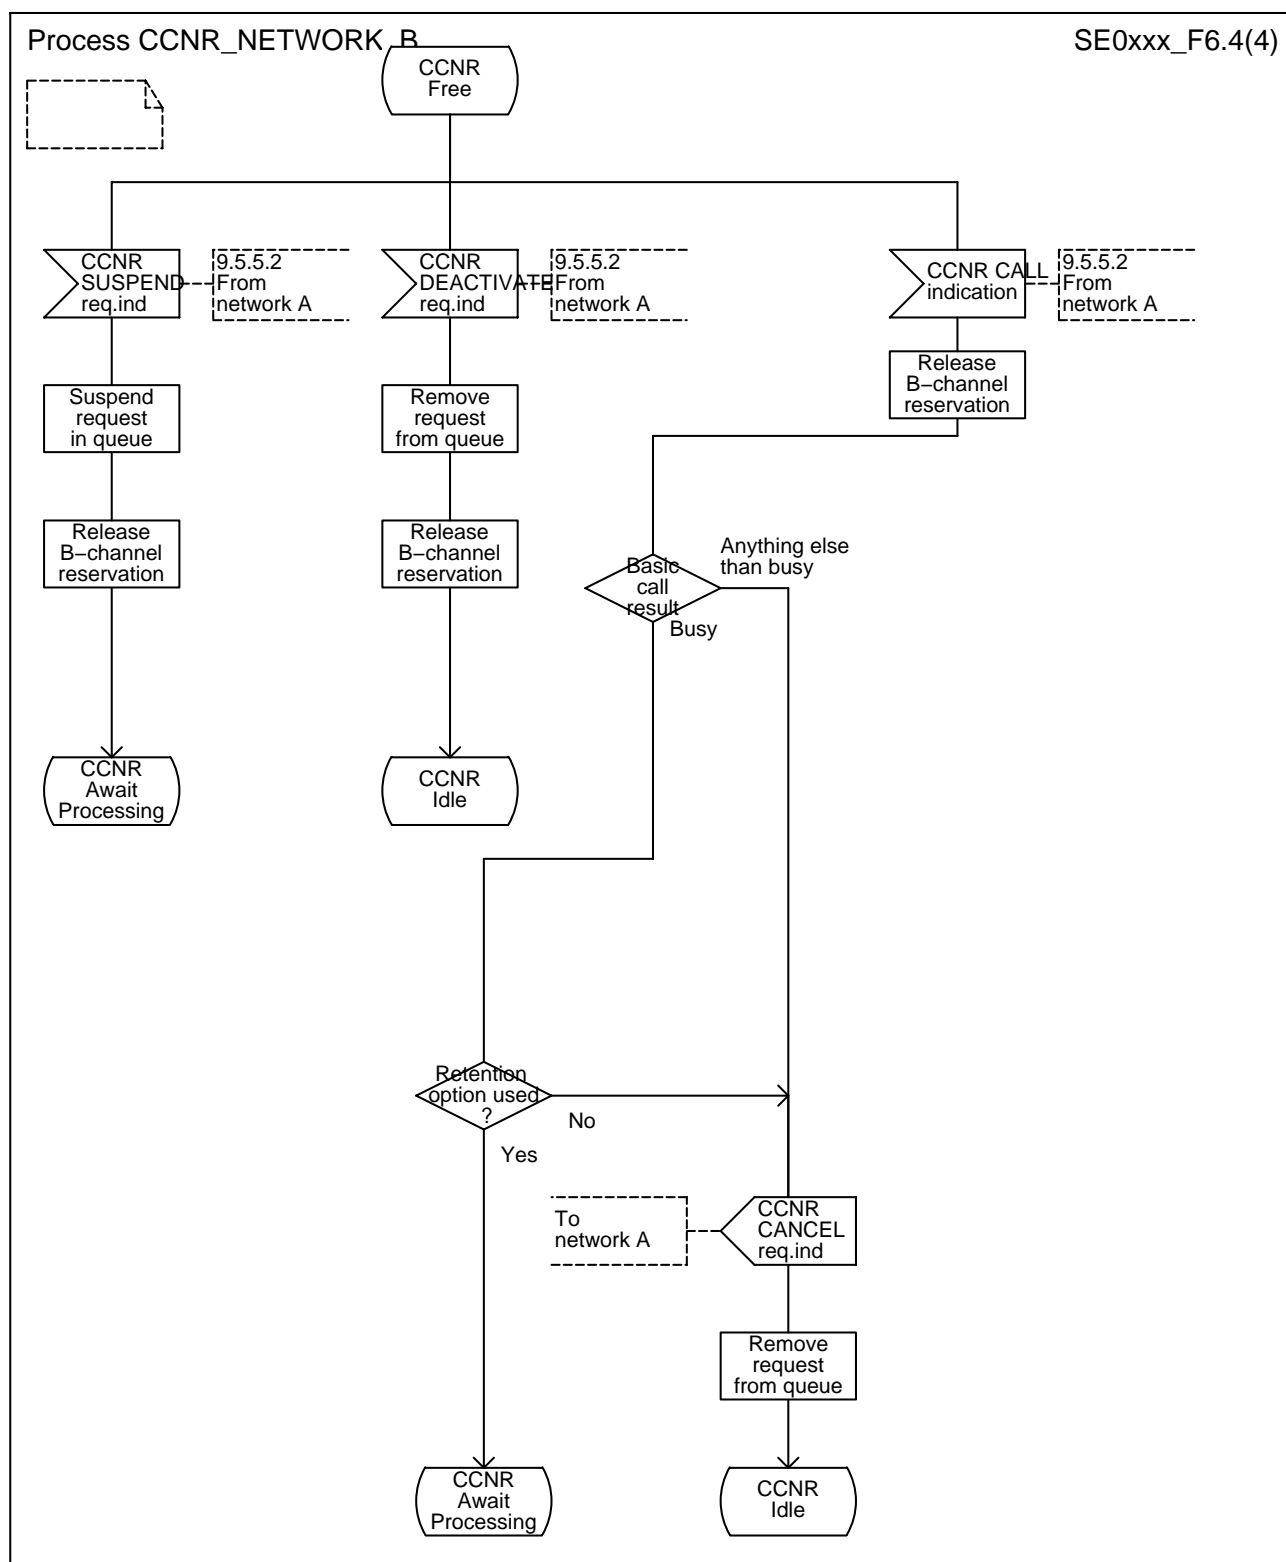 Process CCNR_NETWORK_B
SE0xxx_F6.4(4)
CCNR
Free
CCNR
SUSPEND
req.ind
9.5.5.2
From
network A
CCNR
DEACTIVATE
req.ind
9.5.5.2
From
network A
CCNR CALL
indication
9.5.5.2
From
network A
Release
B−channel
reservation
Suspend
request
in queue
Remove
request
from queue
Release
B−channel
reservation
Release
B−channel
reservation
Basic
call
result
Anything else
than busy
Busy
CCNR
Await
Processing
CCNR
Idle
Retention
option used
?
No
Yes
To
network A
CCNR
CANCEL
req.ind
Remove
request
from queue
CCNR
Await
Processing
CCNR
Idle